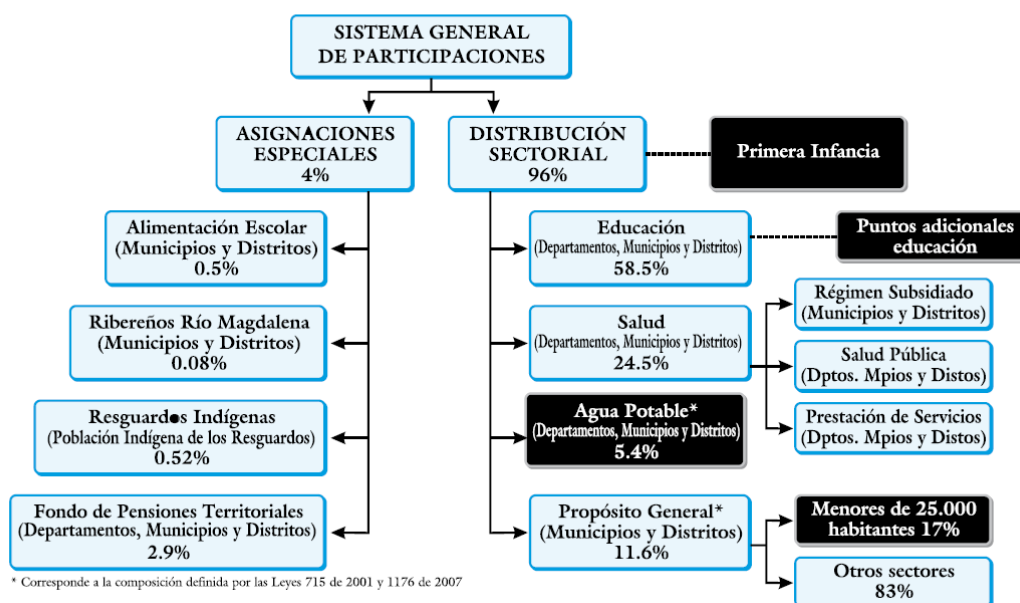 SISTEMA GENERAL
DE PARTICIPACIONES
ASIGNACIONES
ESPECIALES
4%
DISTRIBUCIÓN
SECTORIAL
96%
Primera Infancia
Alimentación Escolar
(Municipios y Distritos)
0.5%
Ribereños Río Magdalena
(Municipios y Distritos)
0.08%
Resguardos Indígenas
(Población Indígena de los Resguardos)
0.52%
Fondo de Pensiones Territoriales
(Departamentos, Municipios y Distritos)
2.9%
Educación
(Departamentos, Municipios y Distritos)
58.5%
Puntos adicionales
educación
Salud
(Departamentos, Municipios y Distritos)
24.5%
Régimen Subsidiado
(Municipios y Distritos)
Salud Pública
(Dptos. Mpios y Distos)
Prestación de Servicios
(Dptos. Mpios y Distos)
Agua Potable*
(Departamentos, Municipios y Distritos)
5.4%
Propósito General*
(Municipios y Distritos)
11.6%
Menores de 25.000
habitantes 17%
Otros sectores
83%
* Corresponde a la composición definida por las Leyes 715 de 2001 y 1176 de 2007